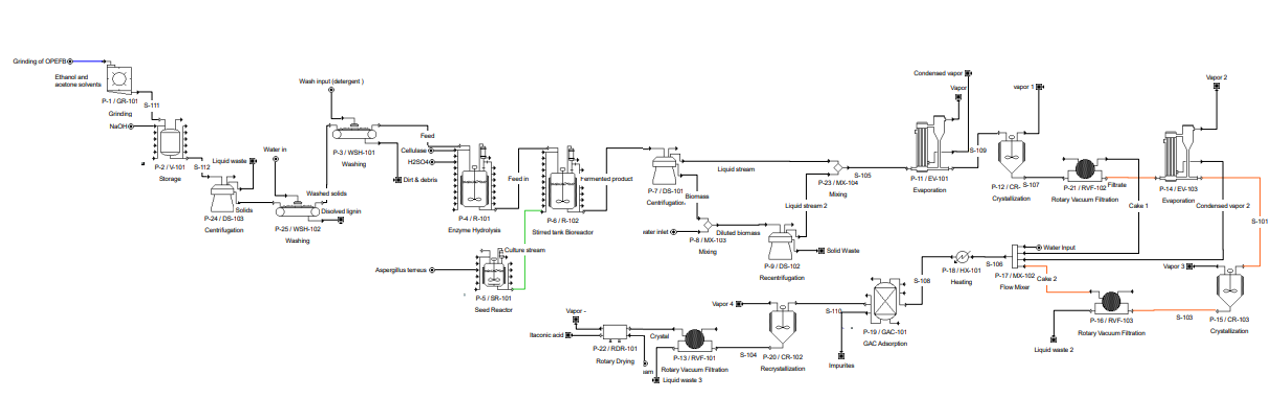 Grinding of OPEFB
Ethanol and
acetone solvents
P-1 / GR-101
Grinding
S-111
NaOH
P-2 / V-101
Storage
S-112
Liquid waste
P-24 / DS-103
Centrifugation
Solids
Water in
P-25 / WSH-102
Washing
Washed solids
Disolved lignin
Wash input (detergent )
P-3 / WSH-101
Washing
Dirt & debris
Feed
Cellulase
H2SO4
P-4 / R-101
Enzyme Hydrolysis
Feed in
P-6 / R-102
Stirred tank Bioreactor
Fermented product
Culture stream
Aspergillus terreus
P-5 / SR-101
Seed Reactor
P-7 / DS-101
Centrifugation
Biomass
Liquid stream
P-8 / MX-103
Mixing
Diluted biomass
P-9 / DS-102
Recentrifugation
Solid Waste
Liquid stream 2
P-23 / MX-104
Mixing
S-105
Condensed vapor
Vapor
P-11 / EV-101
Evaporation
S-109
vapor 1
P-12 / CR-
Crystallization
S-107
P-21 / RVF-102
Rotary Vacuum Filtration
Filtrate
Cake 1
Vapor 2
P-14 / EV-103
Evaporation
Condensed vapor 2
S-101
Vapor 3
P-15 / CR-103
Crystallization
S-103
P-16 / RVF-103
Rotary Vacuum Filtration
Liquid waste 2
Cake 2
Water Input
P-17 / MX-102
Flow Mixer
S-106
P-18 / HX-101
Heating
S-108
P-19 / GAC-101
GAC Adsorption
S-110
Impurities
Vapor 4
P-20 / CR-102
Recrystallization
S-104
P-13 / RVF-101
Rotary Vacuum Filtration
Liquid waste 3
Crystal
P-22 / RDR-101
Rotary Drying
Vapor -